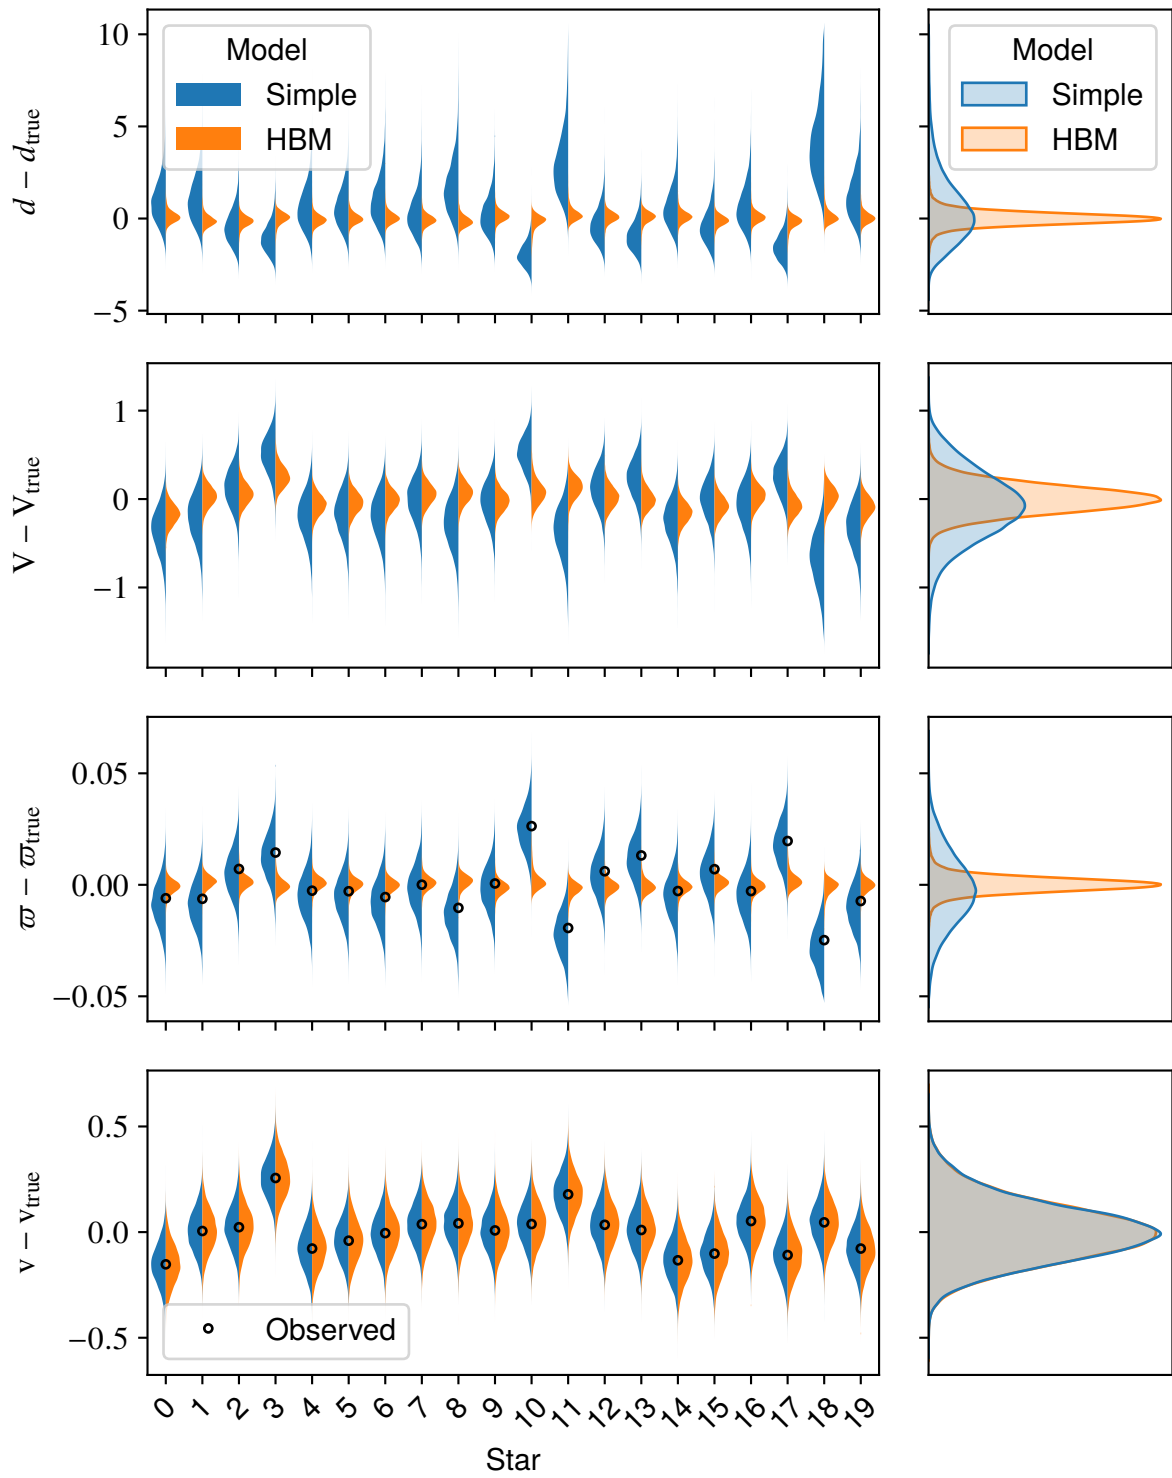 Model
Simple
HBM
Model
Simple
HBM
10
5
0
−5
d − d_true
1
0
−1
V − V_true
0.05
0.00
−0.05
ϖ − ϖ_true
0.5
0.0
−0.5
v − v_true
Observed
0 1 2 3 4 5 6 7 8 9 10 11 12 13 14 15 16 17 18 19
Star